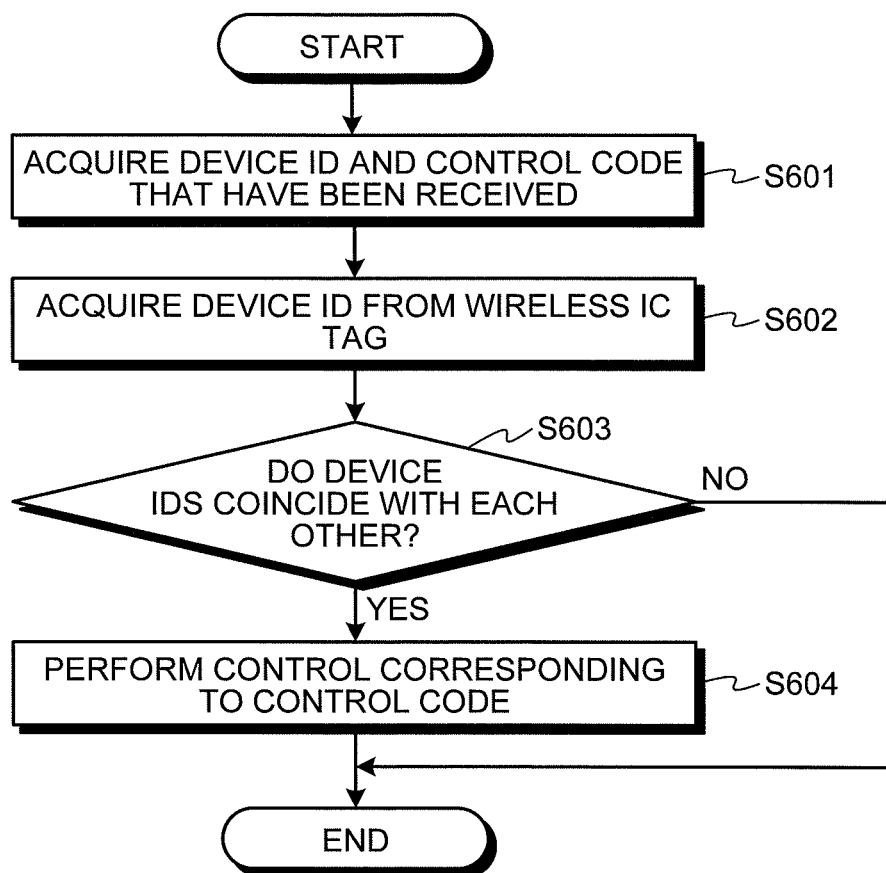 START
ACQUIRE DEVICE ID AND CONTROL CODE
THAT HAVE BEEN RECEIVED
S601
ACQUIRE DEVICE ID FROM WIRELESS IC
TAG
S602
S603
DO DEVICE
IDS COINCIDE WITH EACH
OTHER?
NO
YES
PERFORM CONTROL CORRESPONDING
TO CONTROL CODE
S604
END